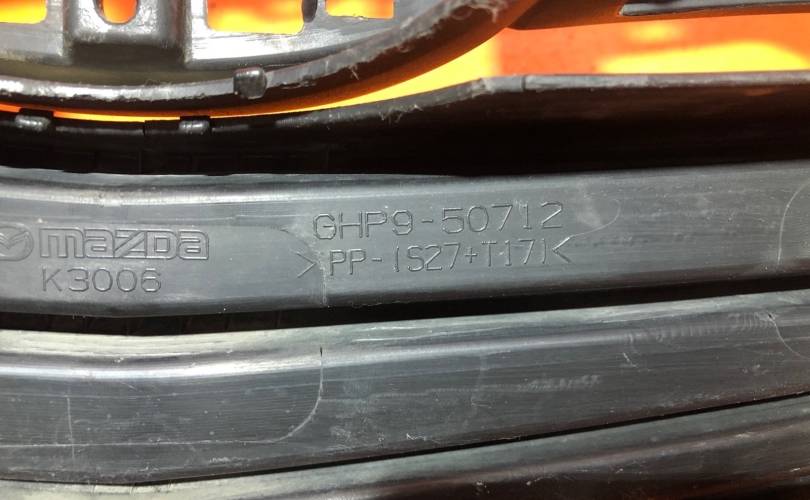 mazda
K3006
GHP9-50712
>PP-(S27+T17)<